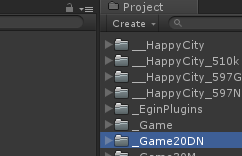 Project
Create
__HappyCity
__HappyCity_510k
__HappyCity_597G
__HappyCity_597N
_EginPlugins
_Game
_Game20DN